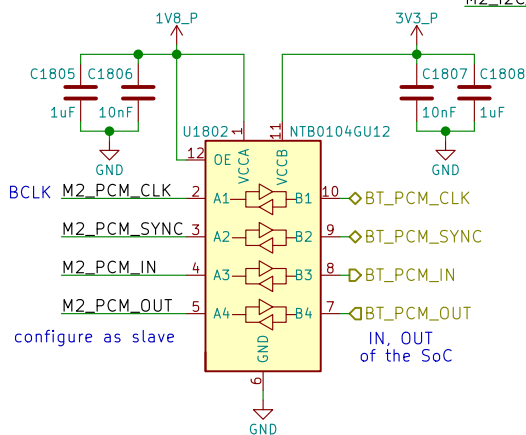 M2_I2C
1V8_P
3V3_P
C1805 C1806
C1807 C1808
1uF 10nF
10nF 1uF
GND
GND
U1802
NTB0104GU12
1
11
12 OE VCCA VCCB
BCLK M2_PCM_CLK 2 A1 B1 10 BT_PCM_CLK
M2_PCM_SYNC 3 A2 B2 9 BT_PCM_SYNC
M2_PCM_IN 4 A3 B3 8 BT_PCM_IN
M2_PCM_OUT 5 A4 B4 7 BT_PCM_OUT
configure as slave
GND
IN, OUT
of the SoC
6
GND